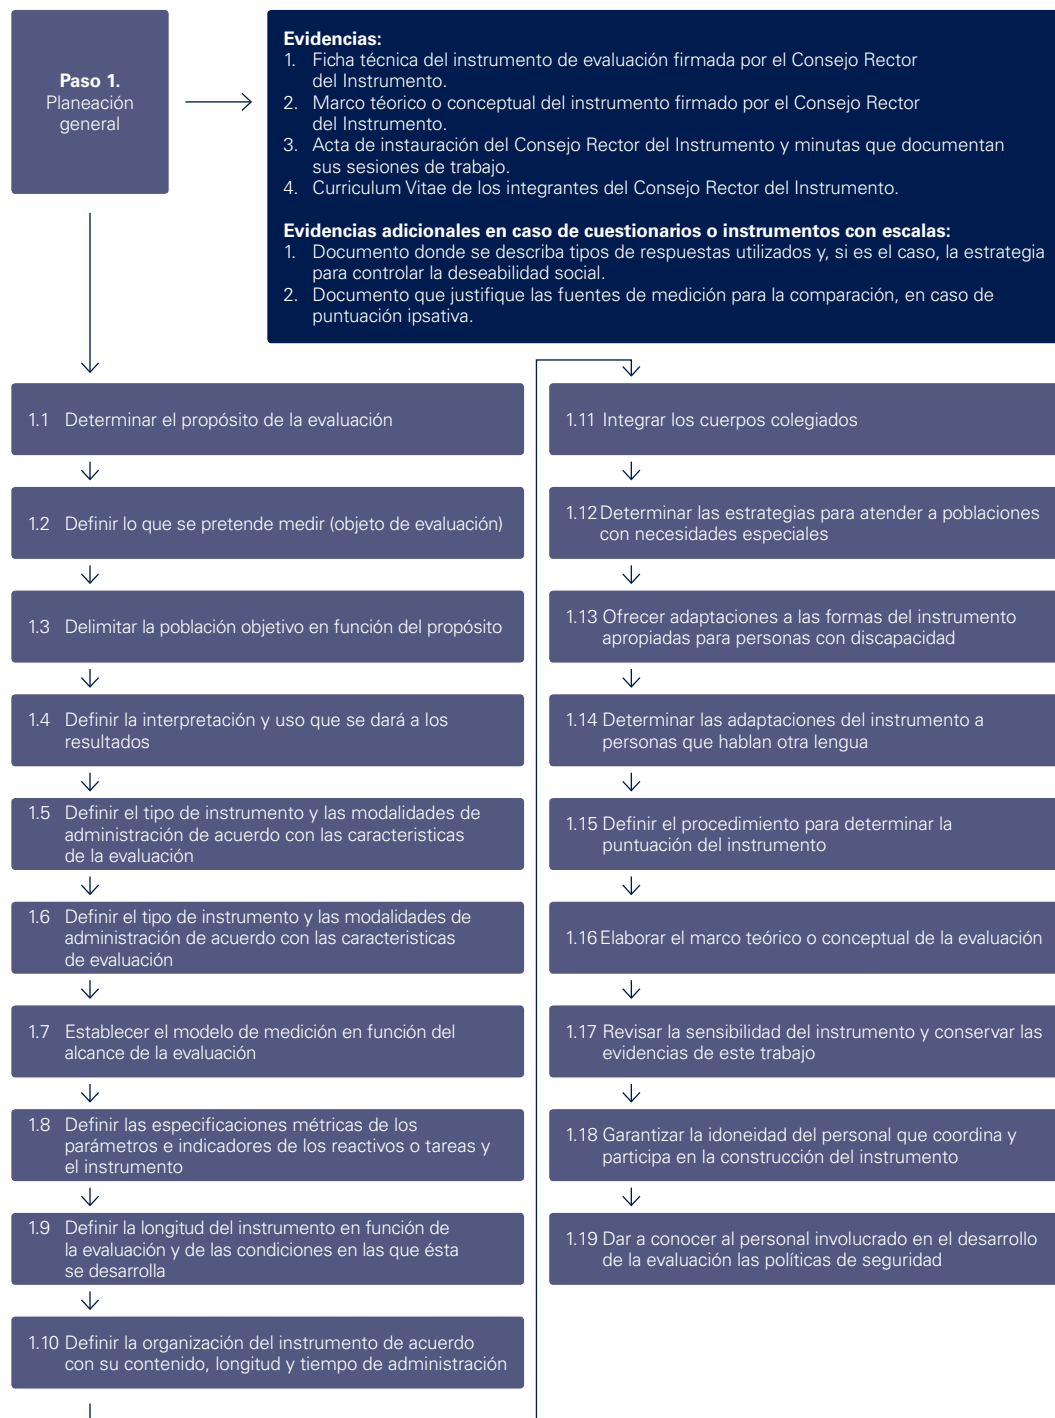 Paso 1.
Planeación
general
Evidencias:
1. Ficha técnica del instrumento de evaluación firmada por el Consejo Rector
del Instrumento.
2. Marco téorico o conceptual del instrumento firmado por el Consejo Rector
del Instrumento.
3. Acta de instauración del Consejo Rector del Instrumento y minutas que documentan
sus sesiones de trabajo.
4. Curriculum Vitae de los integrantes del Consejo Rector del Instrumento.
Evidencias adicionales en caso de cuestionarios o instrumentos con escalas:
1. Documento donde se describa tipos de respuestas utilizados y, si es el caso, la estrategia
para controlar la deseabilidad social.
2. Documento que justifique las fuentes de medición para la comparación, en caso de
puntuación ipsativa.
1.1 Determinar el propósito de la evaluación
1.2 Definir lo que se pretende medir (objeto de evaluación)
1.3 Delimitar la población objetivo en función del propósito
1.4 Definir la interpretación y uso que se dará a los
resultados
1.5 Definir el tipo de instrumento y las modalidades de
administración de acuerdo con las caracteristicas
de la evaluación
1.6 Definir el tipo de instrumento y las modalidades de
administración de acuerdo con las caracteristicas
de evaluación
1.7 Establecer el modelo de medición en función del
alcance de la evaluación
1.8 Definir las especificaciones métricas de los
parámetros e indicadores de los reactivos o tareas y
el instrumento
1.9 Definir la longitud del instrumento en función de
la evaluación y de las condiciones en las que ésta
se desarrolla
1.10 Definir la organización del instrumento de acuerdo
con su contenido, longitud y tiempo de administración
1.11 Integrar los cuerpos colegiados
1.12 Determinar las estrategias para atender a poblaciones
con necesidades especiales
1.13 Ofrecer adaptaciones a las formas del instrumento
apropiadas para personas con discapacidad
1.14 Determinar las adaptaciones del instrumento a
personas que hablan otra lengua
1.15 Definir el procedimiento para determinar la
puntuación del instrumento
1.16 Elaborar el marco teórico o conceptual de la evaluación
1.17 Revisar la sensibilidad del instrumento y conservar las
evidencias de este trabajo
1.18 Garantizar la idoneidad del personal que coordina y
participa en la construcción del instrumento
1.19 Dar a conocer al personal involucrado en el desarrollo
de la evaluación las políticas de seguridad